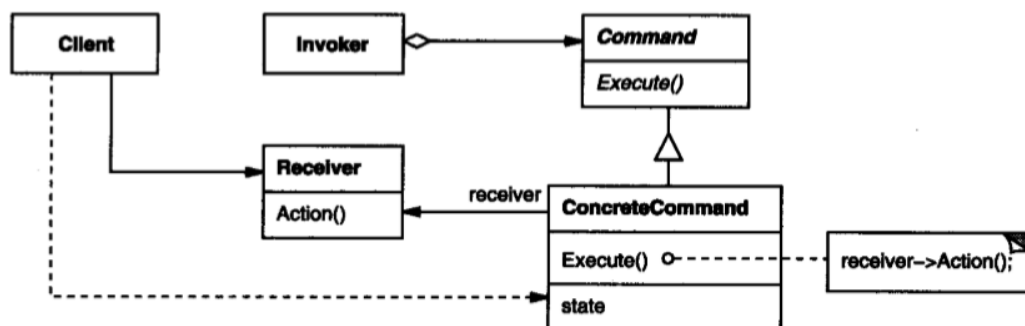 Client
Invoker
Command
Execute()
Receiver
Action()
receiver
ConcreteCommand
Execute()
receiver->Action();
state